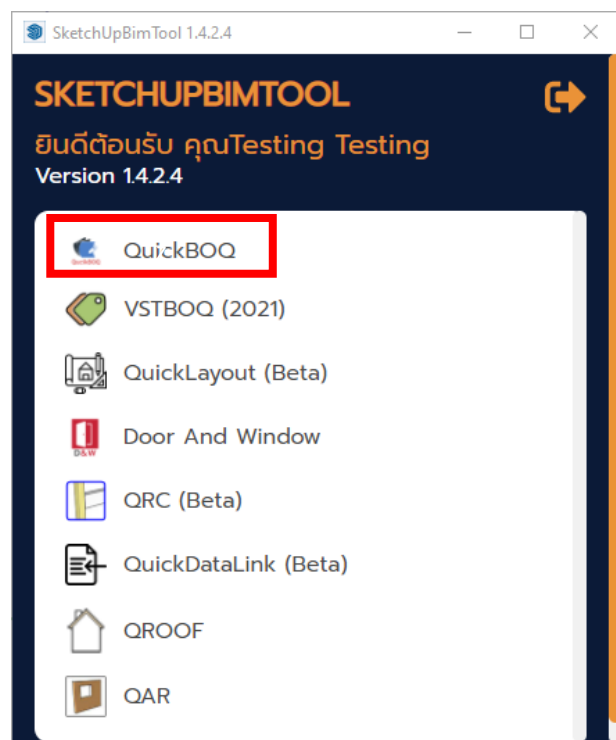 SketchUpBimTool 1.4.2.4
SKETCHUPBIMTOOL
ยินดีต้อนรับ คุณTesting Testing
Version 1.4.2.4
QuickBOQ
VSTBOQ (2021)
QuickLayout (Beta)
D&W
Door And Window
QRC (Beta)
QuickDataLink (Beta)
QROOF
QAR